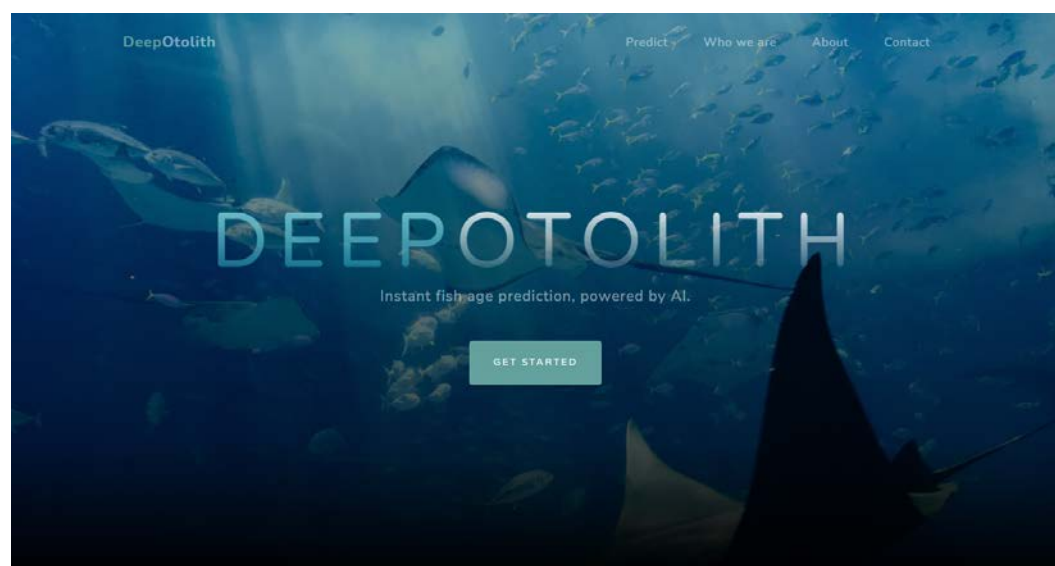 DeepOtolith
Predict Who we are About Contact
DEEPOTOLITH
Instant fish age prediction, powered by AI.
GET STARTED